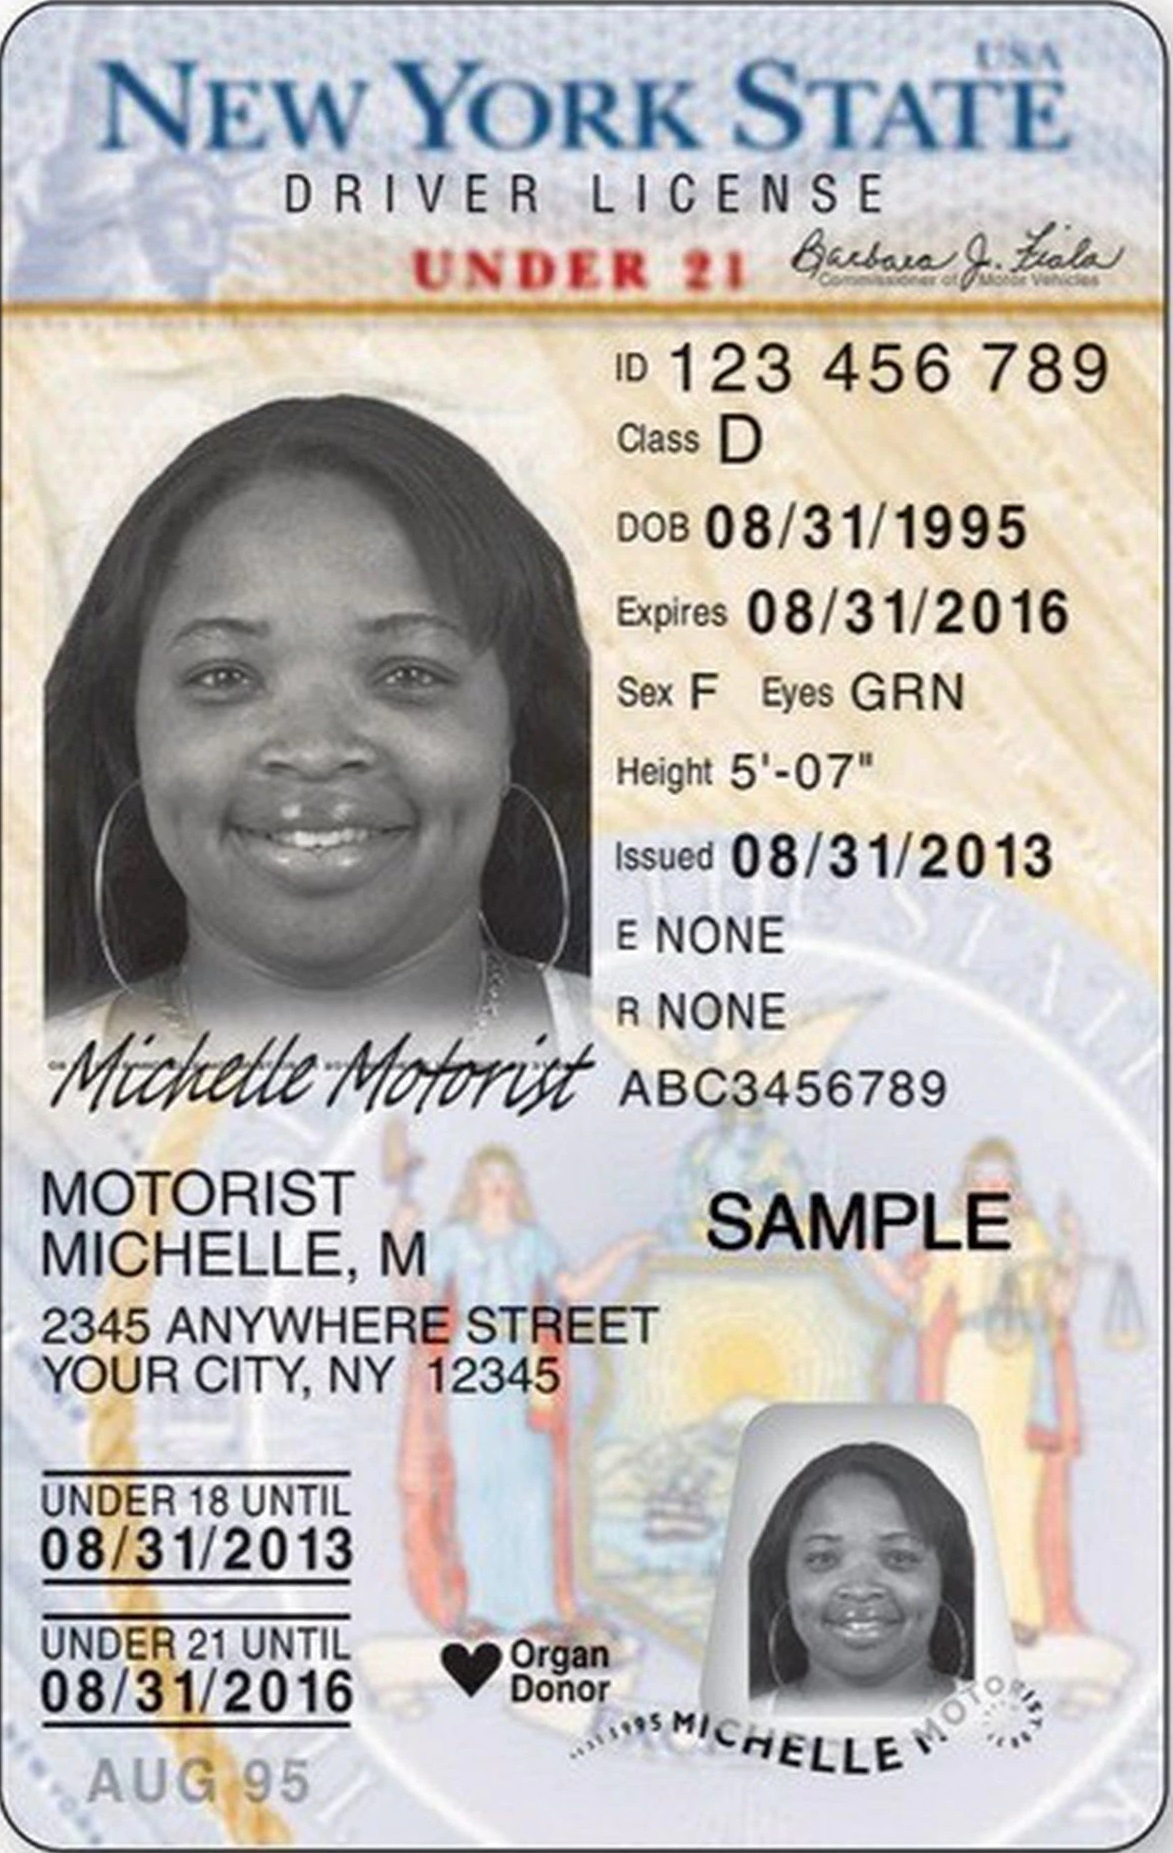 USA
NEW YORK STATE
DRIVER LICENSE
UNDER 21
Barbara J. Fiala
Commissioner of Motor Vehicles
ID 123 456 789
Class D
DOB 08/31/1995
Expires 08/31/2016
Sex F Eyes GRN
Height 5'-07"
Issued 08/31/2013
E NONE
R NONE
Michelle Motorist
ABC3456789
MOTORIST
MICHELLE, M
SAMPLE
2345 ANYWHERE STREET
YOUR CITY, NY 12345
UNDER 18 UNTIL
08/31/2013
UNDER 21 UNTIL
08/31/2016
Organ
Donor
1995 MICHELLE MOTORIST
AUG 95